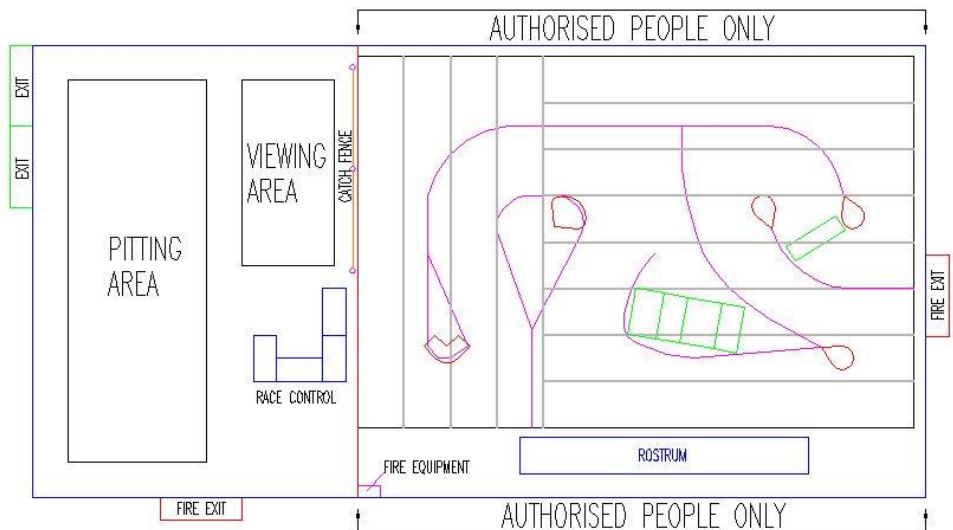 AUTHORISED PEOPLE ONLY
EXIT
EXIT
VIEWING
AREA
CATCH FENCE
PITTING
AREA
FIRE EXIT
RACE CONTROL
ROSTRUM
FIRE EQUIPMENT
FIRE EXIT
AUTHORISED PEOPLE ONLY